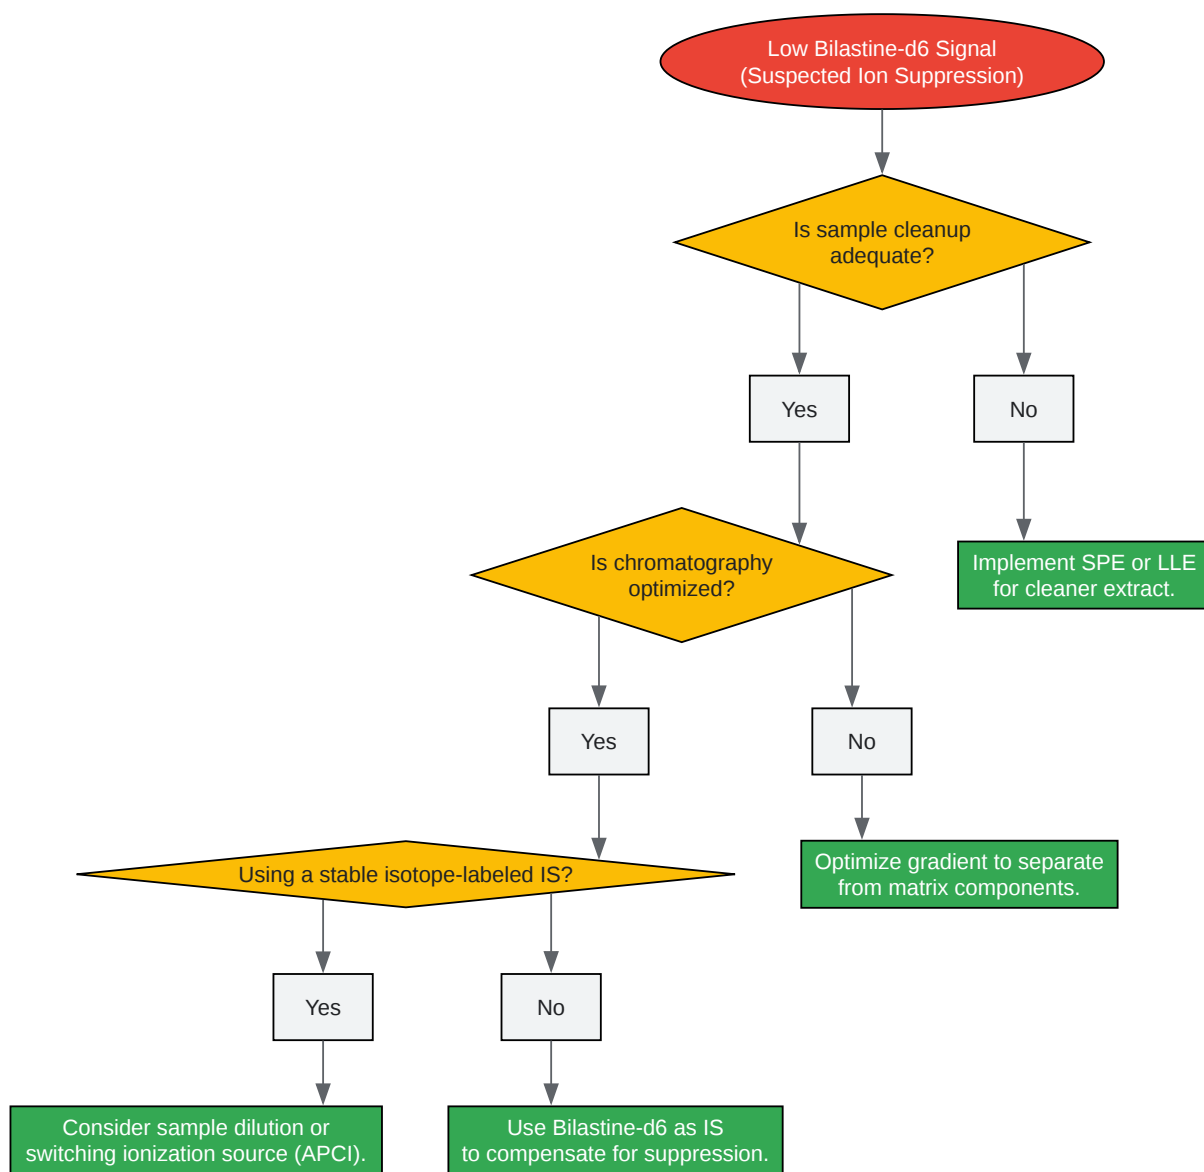 Low Bilastine-d6 Signal
(Suspected Ion Suppression)
Is sample cleanup
adequate?
Yes
No
Is chromatography
optimized?
Implement SPE or LLE
for cleaner extract.
Yes
No
Using a stable isotope-labeled IS?
Optimize gradient to separate
from matrix components.
Yes
No
Consider sample dilution or
switching ionization source (APCI).
Use Bilastine-d6 as IS
to compensate for suppression.